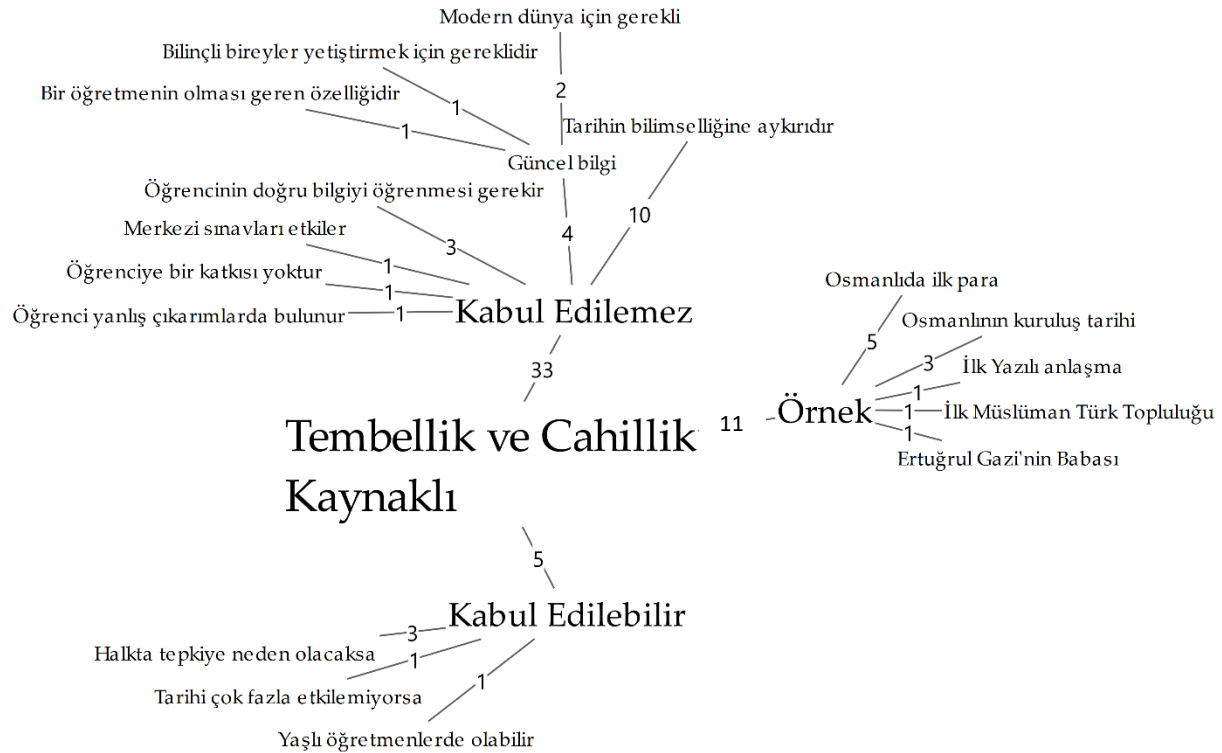 Modern dünya için gerekli
Bilinçli bireyler yetiştirmek için gereklidir
2
Bir öğretmenin olması geren özelliğidir
1
1
Tarihin bilimselliğine aykırıdır
Güncel bilgi
Öğrencinin doğru bilgiyi öğrenmesi gerekir
10
Merkezi sınavları etkiler
3
4
Öğrenciye bir katkısı yoktur
1
1
Öğrenci yanlış çıkarımlarda bulunur
1
Kabul Edilemez
33
Osmanlıda ilk para
Osmanlının kuruluş tarihi
5
3
İlk Yazılı anlaşma
1
Tembellik ve Cahillik
Kaynaklı
11
Örnek
1
İlk Müslüman Türk Topluluğu
1
Ertuğrul Gazi'nin Babası
5
Kabul Edilebilir
3
Halkta tepkiye neden olacaksa
1
Tarihi çok fazla etkilemiyorsa
1
Yaşlı öğretmenlerde olabilir